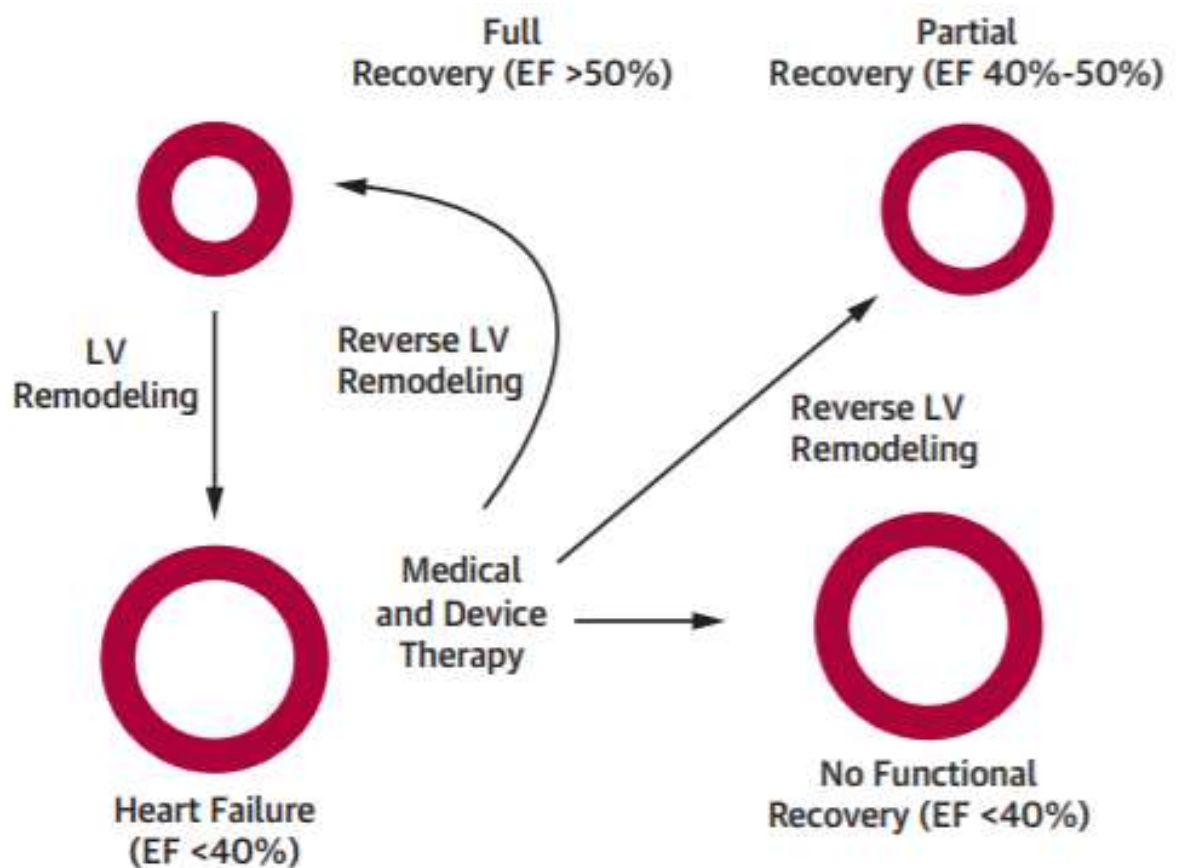 Full
Recovery (EF >50%)
Partial
Recovery (EF 40%-50%)
LV
Remodeling
Reverse LV
Remodeling
Reverse LV
Remodeling
Medical
and Device
Therapy
Heart Failure
(EF <40%)
No Functional
Recovery (EF <40%)